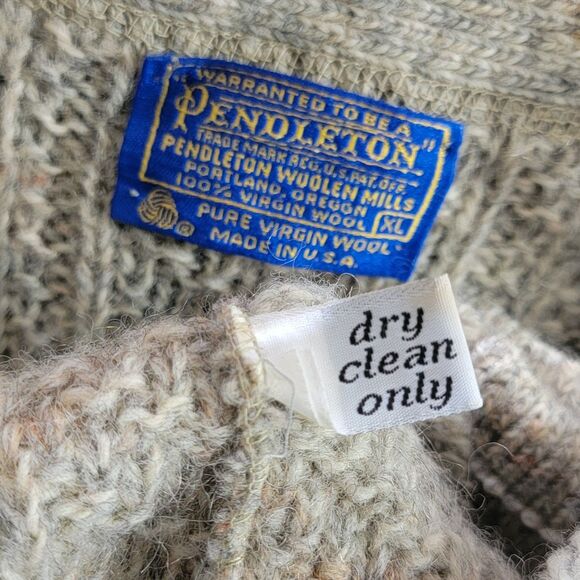 "WARRANTED TO BE A
PENDLETON"
TRADE MARK REG. U.S. PAT. OFF.
PENDLETON WOOLEN MILLS
PORTLAND, OREGON
100% VIRGIN WOOL XL
PURE VIRGIN WOOL
® MADE IN U.S.A.
dry
clean
only